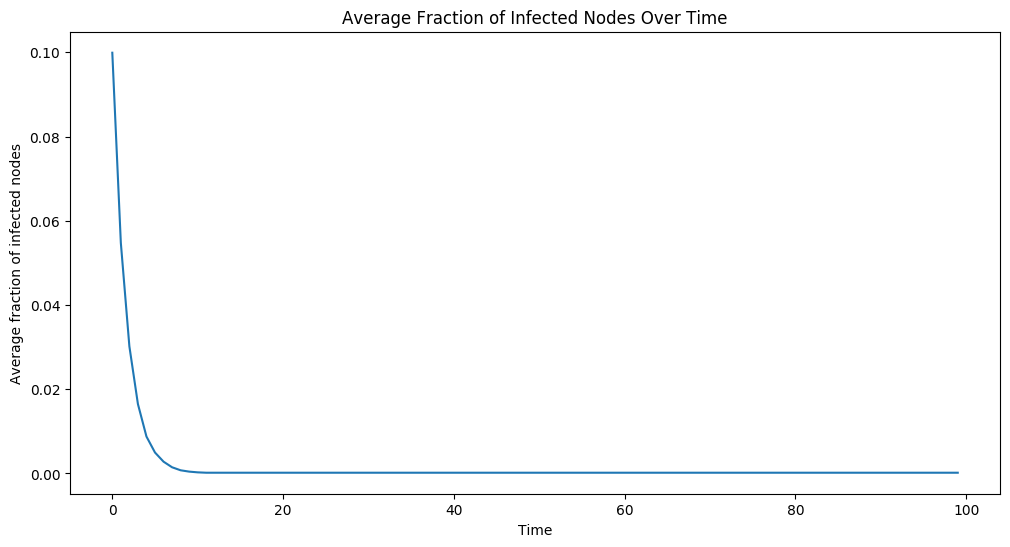 Average Fraction of Infected Nodes Over Time
0.10
0.08
0.06
0.04
0.02
0.00
Average fraction of infected nodes
0 20 40 60 80 100
Time